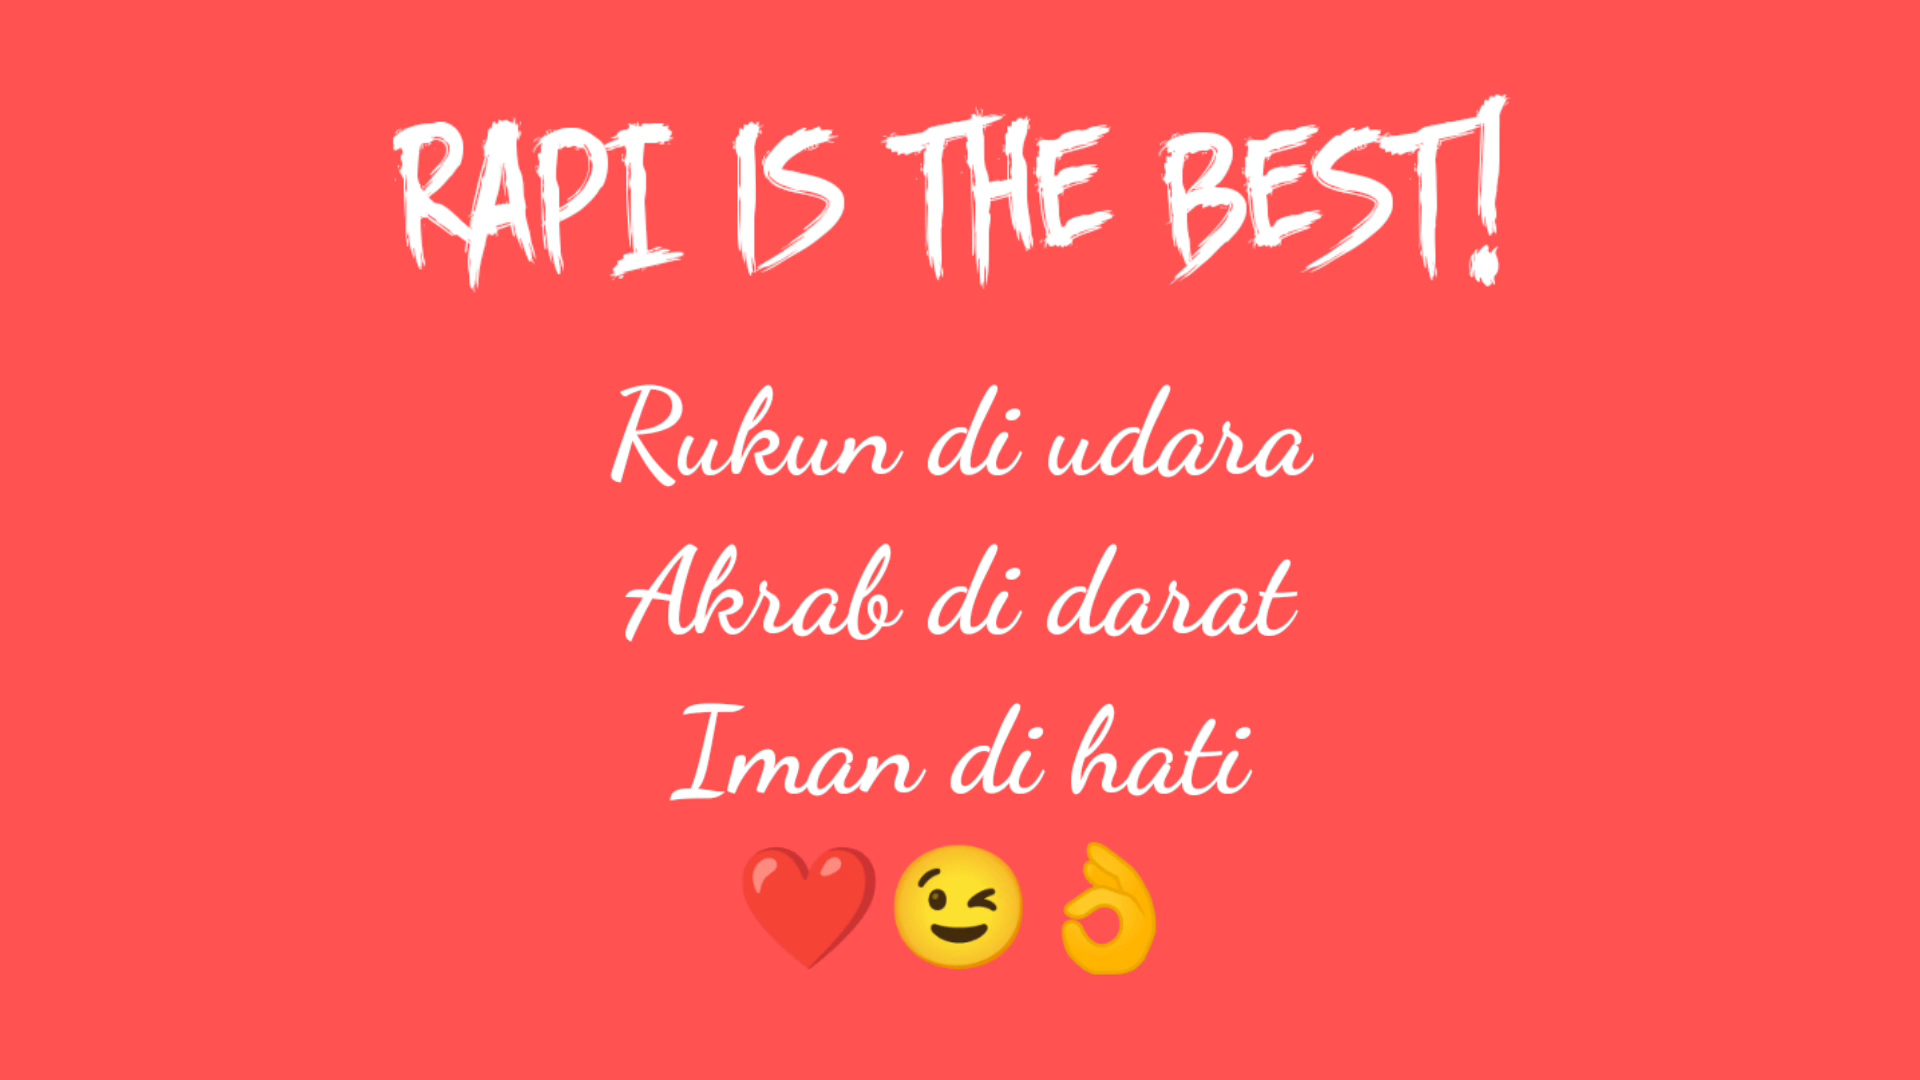 RAPI IS THE BEST!
Rukun di udara
Akrab di darat
Iman di hati
❤️😉👌